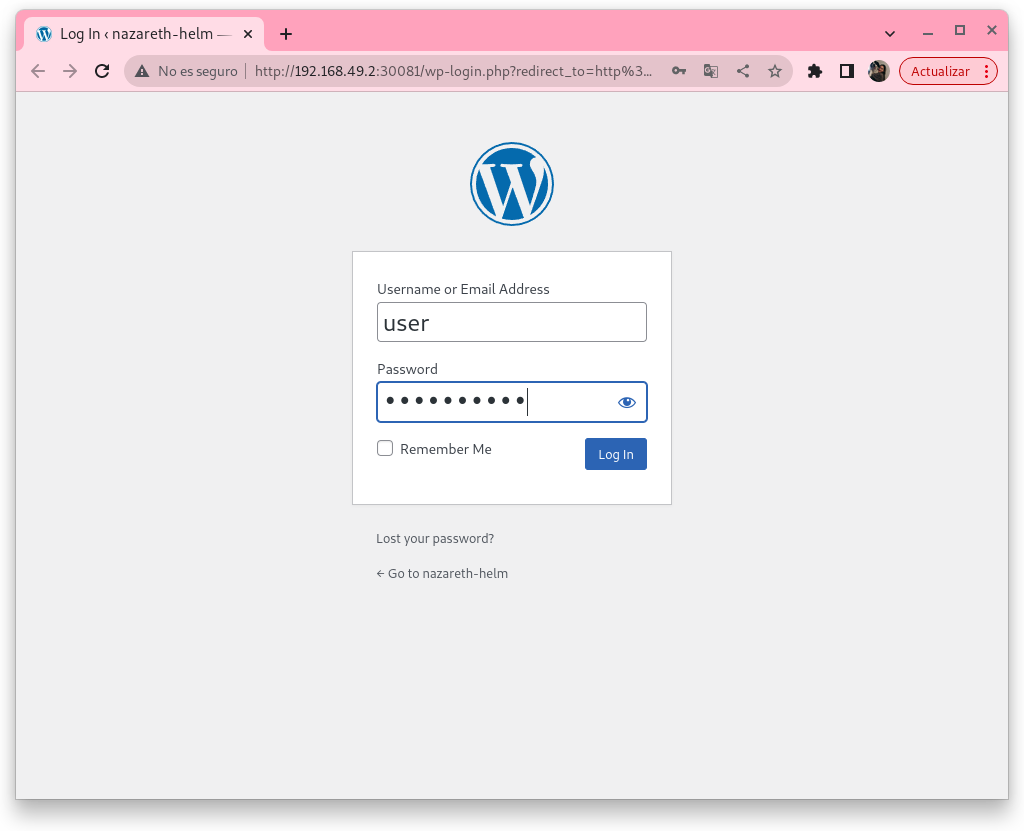 Log In ‹ nazareth-helm —
No es seguro
http://192.168.49.2:30081/wp-login.php?redirect_to=http%3...
Actualizar
Username or Email Address
user
Password
Remember Me
Log In
Lost your password?
← Go to nazareth-helm